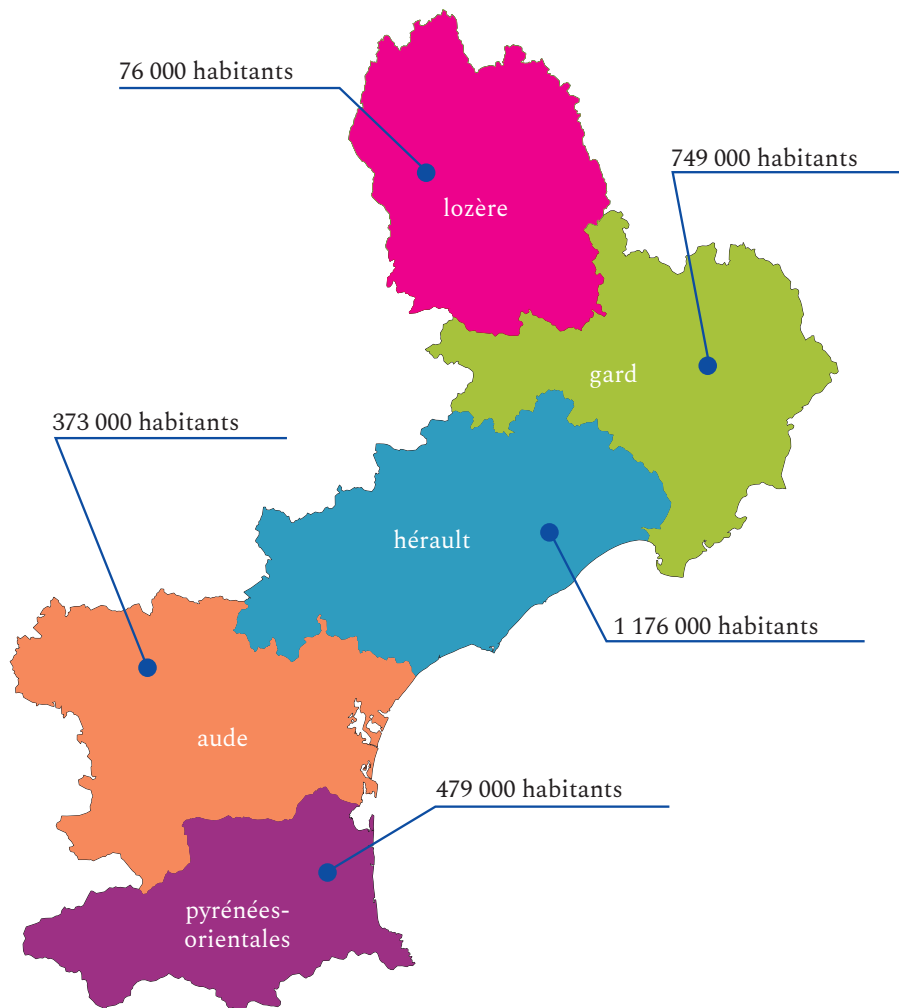 76 000 habitants
749 000 habitants
lozère
gard
373 000 habitants
hérault
1 176 000 habitants
aude
479 000 habitants
pyrénées-
orientales